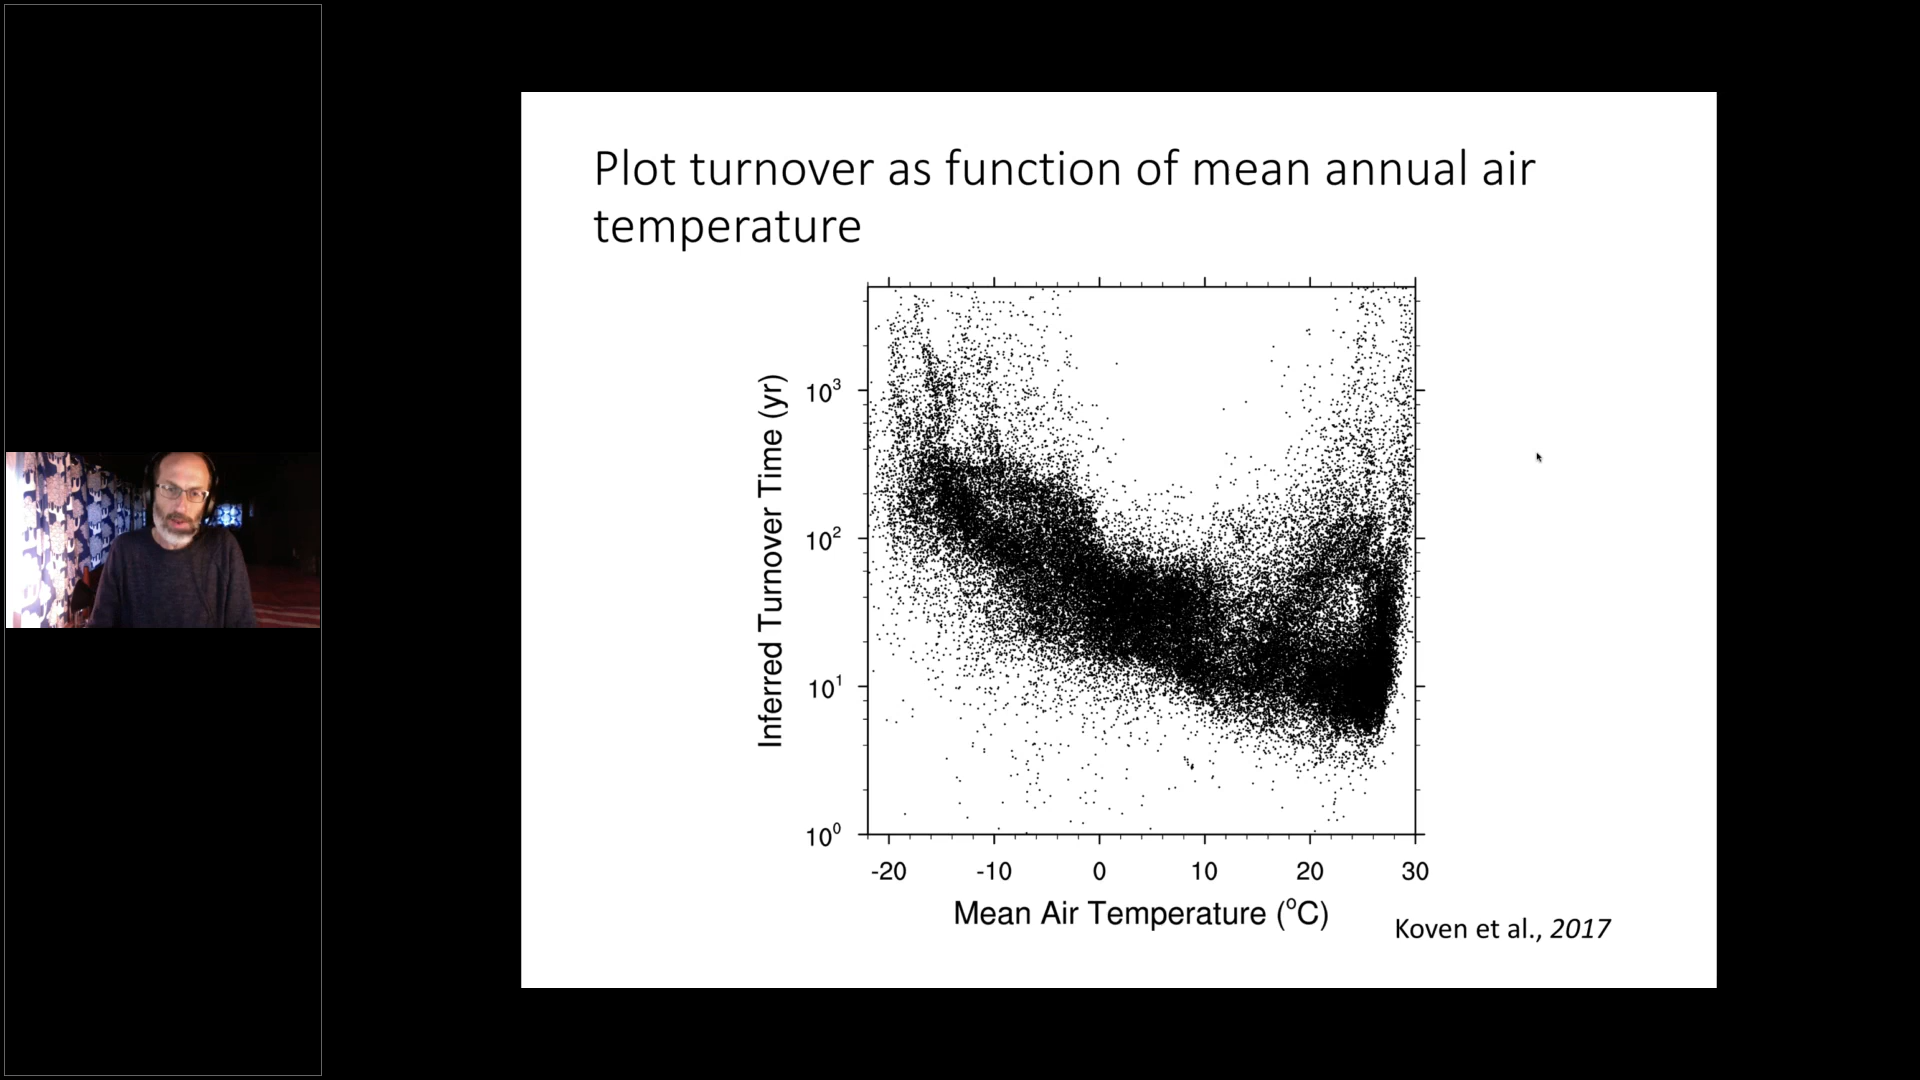 Plot turnover as function of mean annual air
temperature
Inferred Turnover Time (yr)
10³
10²
10¹
10⁰
-20 -10 0 10 20 30
Mean Air Temperature (°C)
Koven et al., 2017